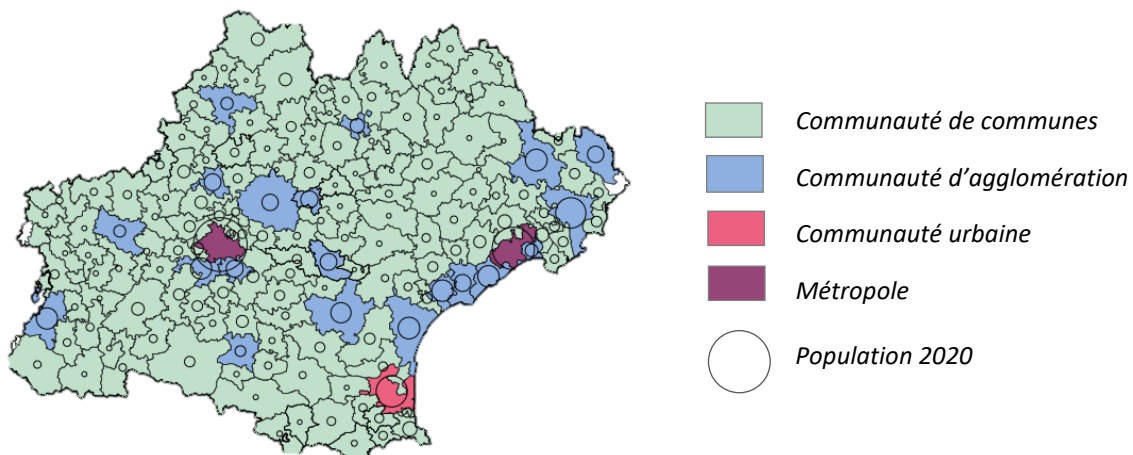 Communauté de communes
Communauté d’agglomération
Communauté urbaine
Métropole
Population 2020